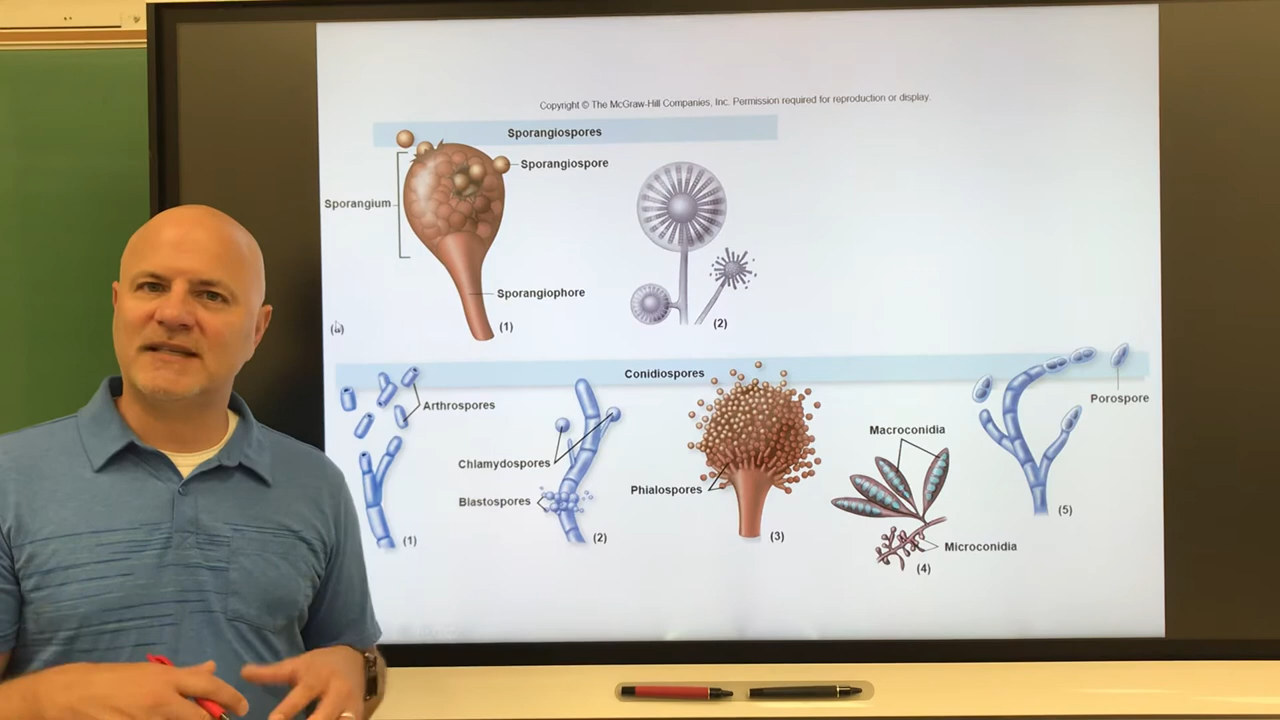 Copyright © The McGraw-Hill Companies, Inc. Permission required for reproduction or display.
Sporangiospores
Sporangiospore
Sporangium
Sporangiophore
(1)
(2)
Conidiospores
Arthrospores
Chlamydospores
Blastospores
Phialospores
Macroconidia
Microconidia
Porospore
(1)
(2)
(3)
(4)
(5)